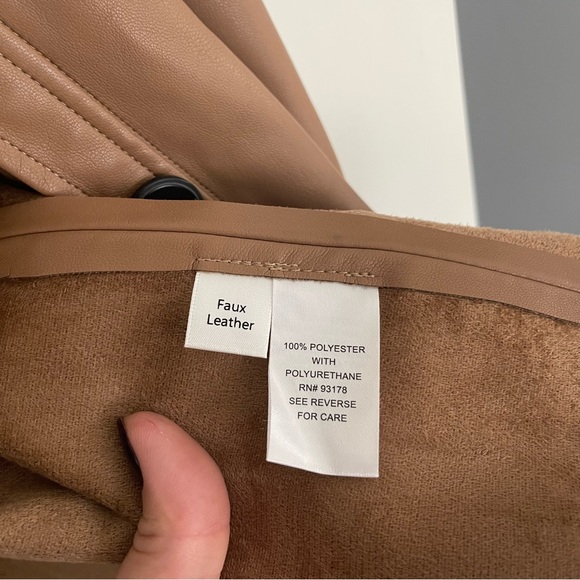 Faux
Leather
100% POLYESTER
WITH
POLYURETHANE
RN# 93178
SEE REVERSE
FOR CARE